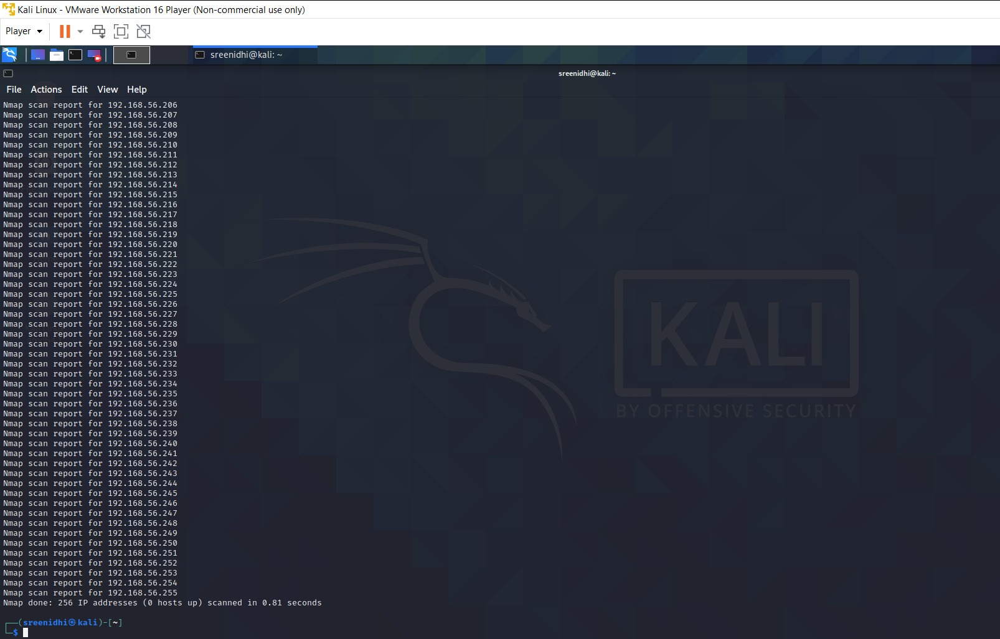 Kali Linux - VMware Workstation 16 Player (Non-commercial use only)
Player
sreenidhi@kali: ~
sreenidhi@kali: ~
File Actions Edit View Help
Nmap scan report for 192.168.56.206
Nmap scan report for 192.168.56.207
Nmap scan report for 192.168.56.208
Nmap scan report for 192.168.56.209
Nmap scan report for 192.168.56.210
Nmap scan report for 192.168.56.211
Nmap scan report for 192.168.56.212
Nmap scan report for 192.168.56.213
Nmap scan report for 192.168.56.214
Nmap scan report for 192.168.56.215
Nmap scan report for 192.168.56.216
Nmap scan report for 192.168.56.217
Nmap scan report for 192.168.56.218
Nmap scan report for 192.168.56.219
Nmap scan report for 192.168.56.220
Nmap scan report for 192.168.56.221
Nmap scan report for 192.168.56.222
Nmap scan report for 192.168.56.223
Nmap scan report for 192.168.56.224
Nmap scan report for 192.168.56.225
Nmap scan report for 192.168.56.226
Nmap scan report for 192.168.56.227
Nmap scan report for 192.168.56.228
Nmap scan report for 192.168.56.229
Nmap scan report for 192.168.56.230
Nmap scan report for 192.168.56.231
Nmap scan report for 192.168.56.232
Nmap scan report for 192.168.56.233
Nmap scan report for 192.168.56.234
Nmap scan report for 192.168.56.235
Nmap scan report for 192.168.56.236
Nmap scan report for 192.168.56.237
Nmap scan report for 192.168.56.238
Nmap scan report for 192.168.56.239
Nmap scan report for 192.168.56.240
Nmap scan report for 192.168.56.241
Nmap scan report for 192.168.56.242
Nmap scan report for 192.168.56.243
Nmap scan report for 192.168.56.244
Nmap scan report for 192.168.56.245
Nmap scan report for 192.168.56.246
Nmap scan report for 192.168.56.247
Nmap scan report for 192.168.56.248
Nmap scan report for 192.168.56.249
Nmap scan report for 192.168.56.250
Nmap scan report for 192.168.56.251
Nmap scan report for 192.168.56.252
Nmap scan report for 192.168.56.253
Nmap scan report for 192.168.56.254
Nmap scan report for 192.168.56.255
Nmap done: 256 IP addresses (0 hosts up) scanned in 0.81 seconds
┌──(sreenidhi㉿kali)-[~]
└─$
KALI
BY OFFENSIVE SECURITY